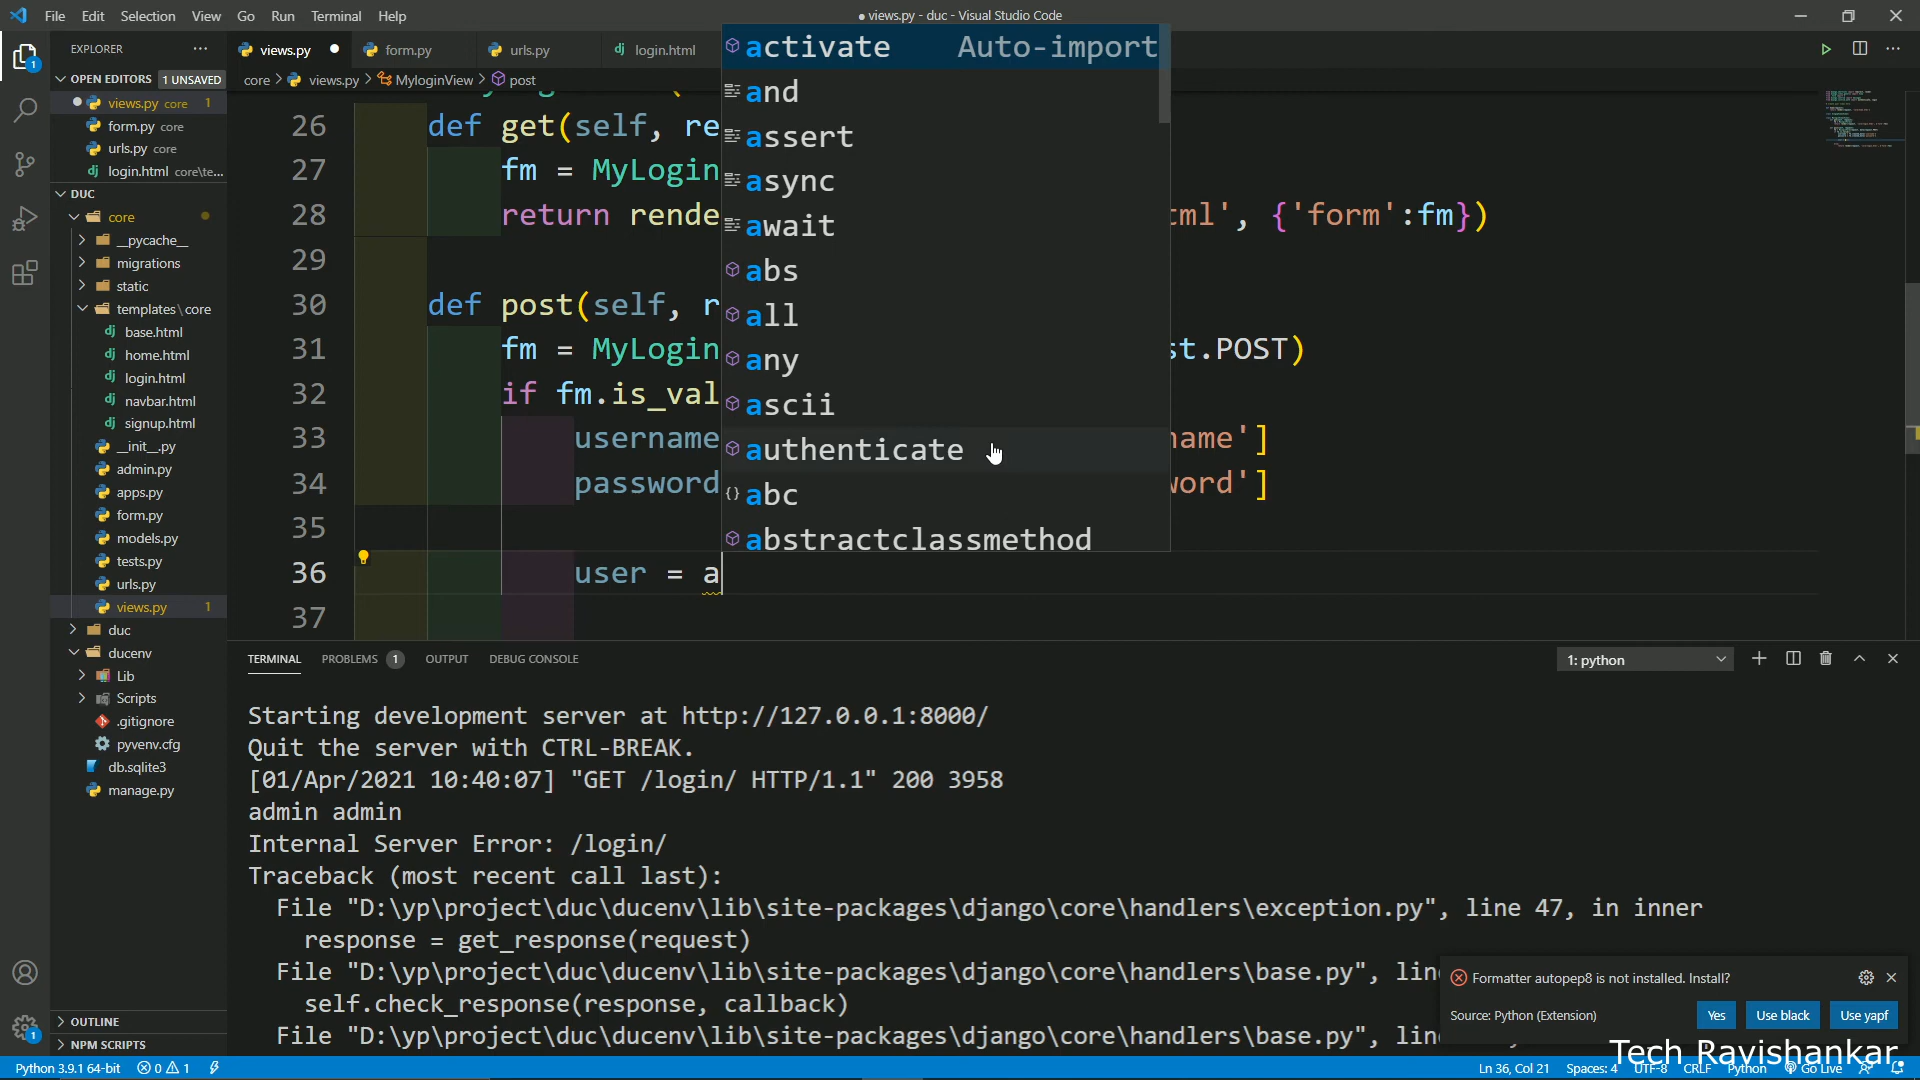 File Edit Selection View Go Run Terminal Help
● views.py - duc - Visual Studio Code
EXPLORER
views.py
form.py
urls.py
login.html
OPEN EDITORS 1 UNSAVED
core > views.py > MyloginView > post
views.py core 1
form.py core
urls.py core
login.html core\te...
DUC
core
__pycache__
migrations
static
templates\core
base.html
home.html
login.html
navbar.html
signup.html
__init__.py
admin.py
apps.py
form.py
models.py
tests.py
urls.py
views.py 1
duc
ducenv
Lib
Scripts
.gitignore
pyvenv.cfg
db.sqlite3
manage.py
OUTLINE
NPM SCRIPTS
26 def get(self, re
27 fm = MyLogin
28 return rende ml', {'form':fm})
29
30 def post(self, r
31 fm = MyLogin st.POST)
32 if fm.is_val
33 username name']
34 password word']
35
36 user = a
37
activate Auto-import
and
assert
async
await
abs
all
any
ascii
authenticate
abc
abstractclassmethod
TERMINAL PROBLEMS 1 OUTPUT DEBUG CONSOLE
1: python
Starting development server at http://127.0.0.1:8000/
Quit the server with CTRL-BREAK.
[01/Apr/2021 10:40:07] "GET /login/ HTTP/1.1" 200 3958
admin admin
Internal Server Error: /login/
Traceback (most recent call last):
File "D:\yp\project\duc\ducenv\lib\site-packages\django\core\handlers\exception.py", line 47, in inner
response = get_response(request)
File "D:\yp\project\duc\ducenv\lib\site-packages\django\core\handlers\base.py", lin
self.check_response(response, callback)
File "D:\yp\project\duc\ducenv\lib\site-packages\django\core\handlers\base.py", lin
Formatter autopep8 is not installed. Install?
Source: Python (Extension)
Yes
Use black
Use yapf
Tech Ravishankar.
Python 3.9.1 64-bit 0 1
Ln 36, Col 21 Spaces: 4 UTF-8 CRLF Python Go Live